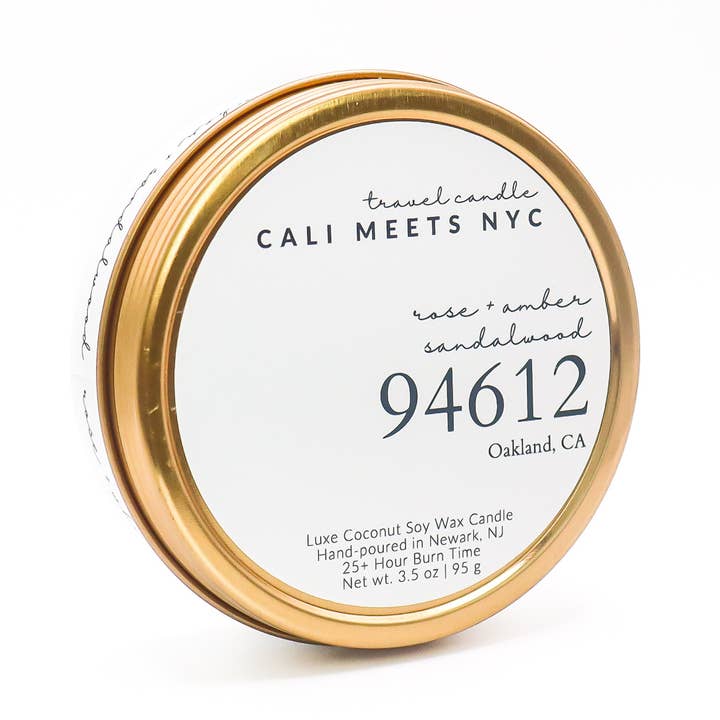 travel candle
CALI MEETS NYC
rose + amber
sandalwood
94612
Oakland, CA
Luxe Coconut Soy Wax Candle
Hand-poured in Newark, NJ
25+ Hour Burn Time
Net wt. 3.5 oz | 95 g
sandalwood